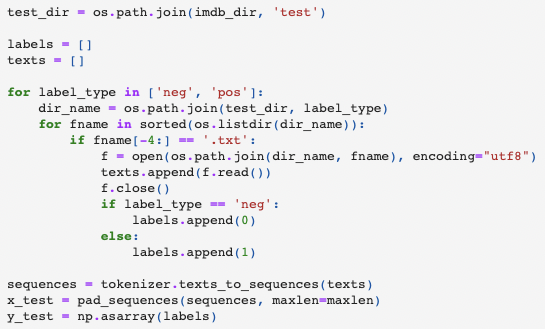 test_dir = os.path.join(imdb_dir, 'test')

labels = []
texts = []

for label_type in ['neg', 'pos']:
    dir_name = os.path.join(test_dir, label_type)
    for fname in sorted(os.listdir(dir_name)):
        if fname[-4:] == '.txt':
            f = open(os.path.join(dir_name, fname), encoding="utf8")
            texts.append(f.read())
            f.close()
            if label_type == 'neg':
                labels.append(0)
            else:
                labels.append(1)

sequences = tokenizer.texts_to_sequences(texts)
x_test = pad_sequences(sequences, maxlen=maxlen)
y_test = np.asarray(labels)